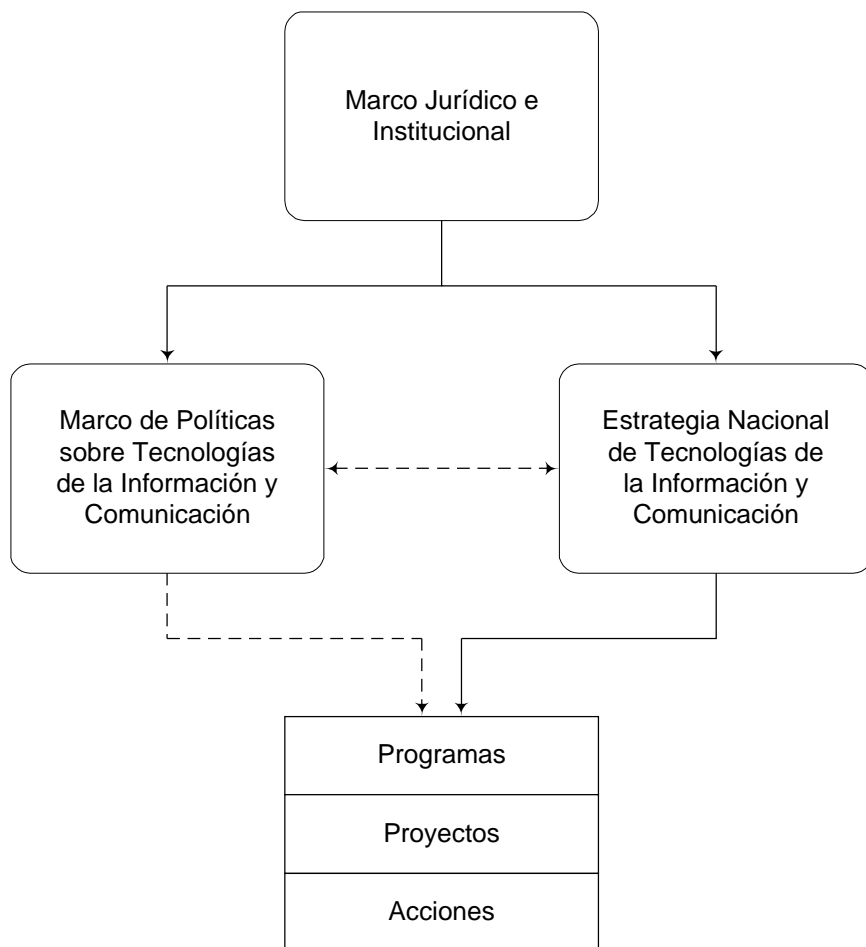 Marco Jurídico e
Institucional
Marco de Políticas
sobre Tecnologías
de la Información y
Comunicación
Estrategia Nacional
de Tecnologías de
la Información y
Comunicación
Programas
Proyectos
Acciones